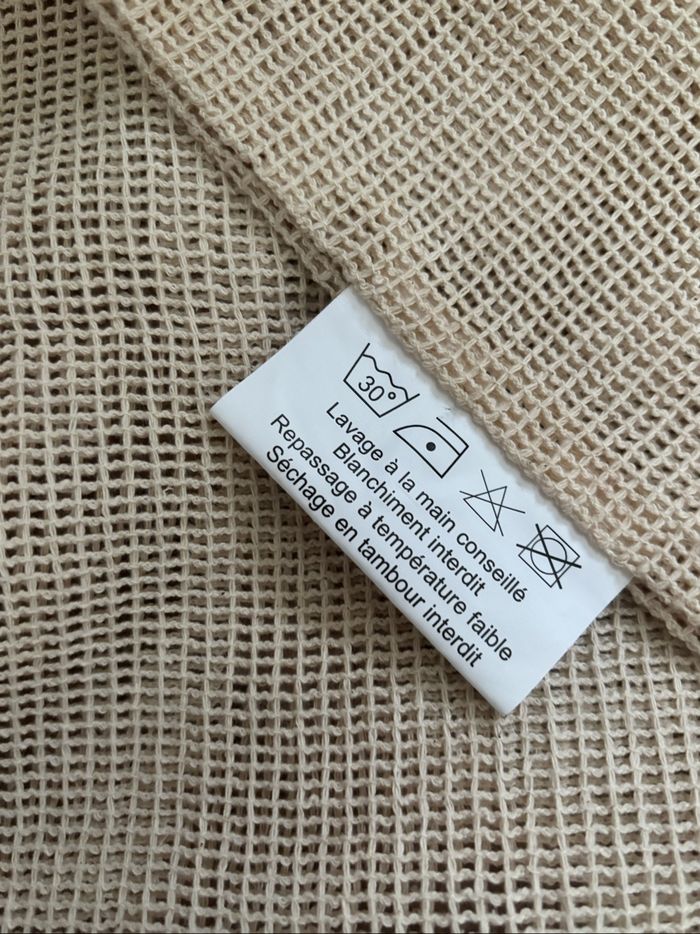 30°
Lavage à la main conseillé
Blanchiment interdit
Repassage à température faible
Séchage en tambour interdit